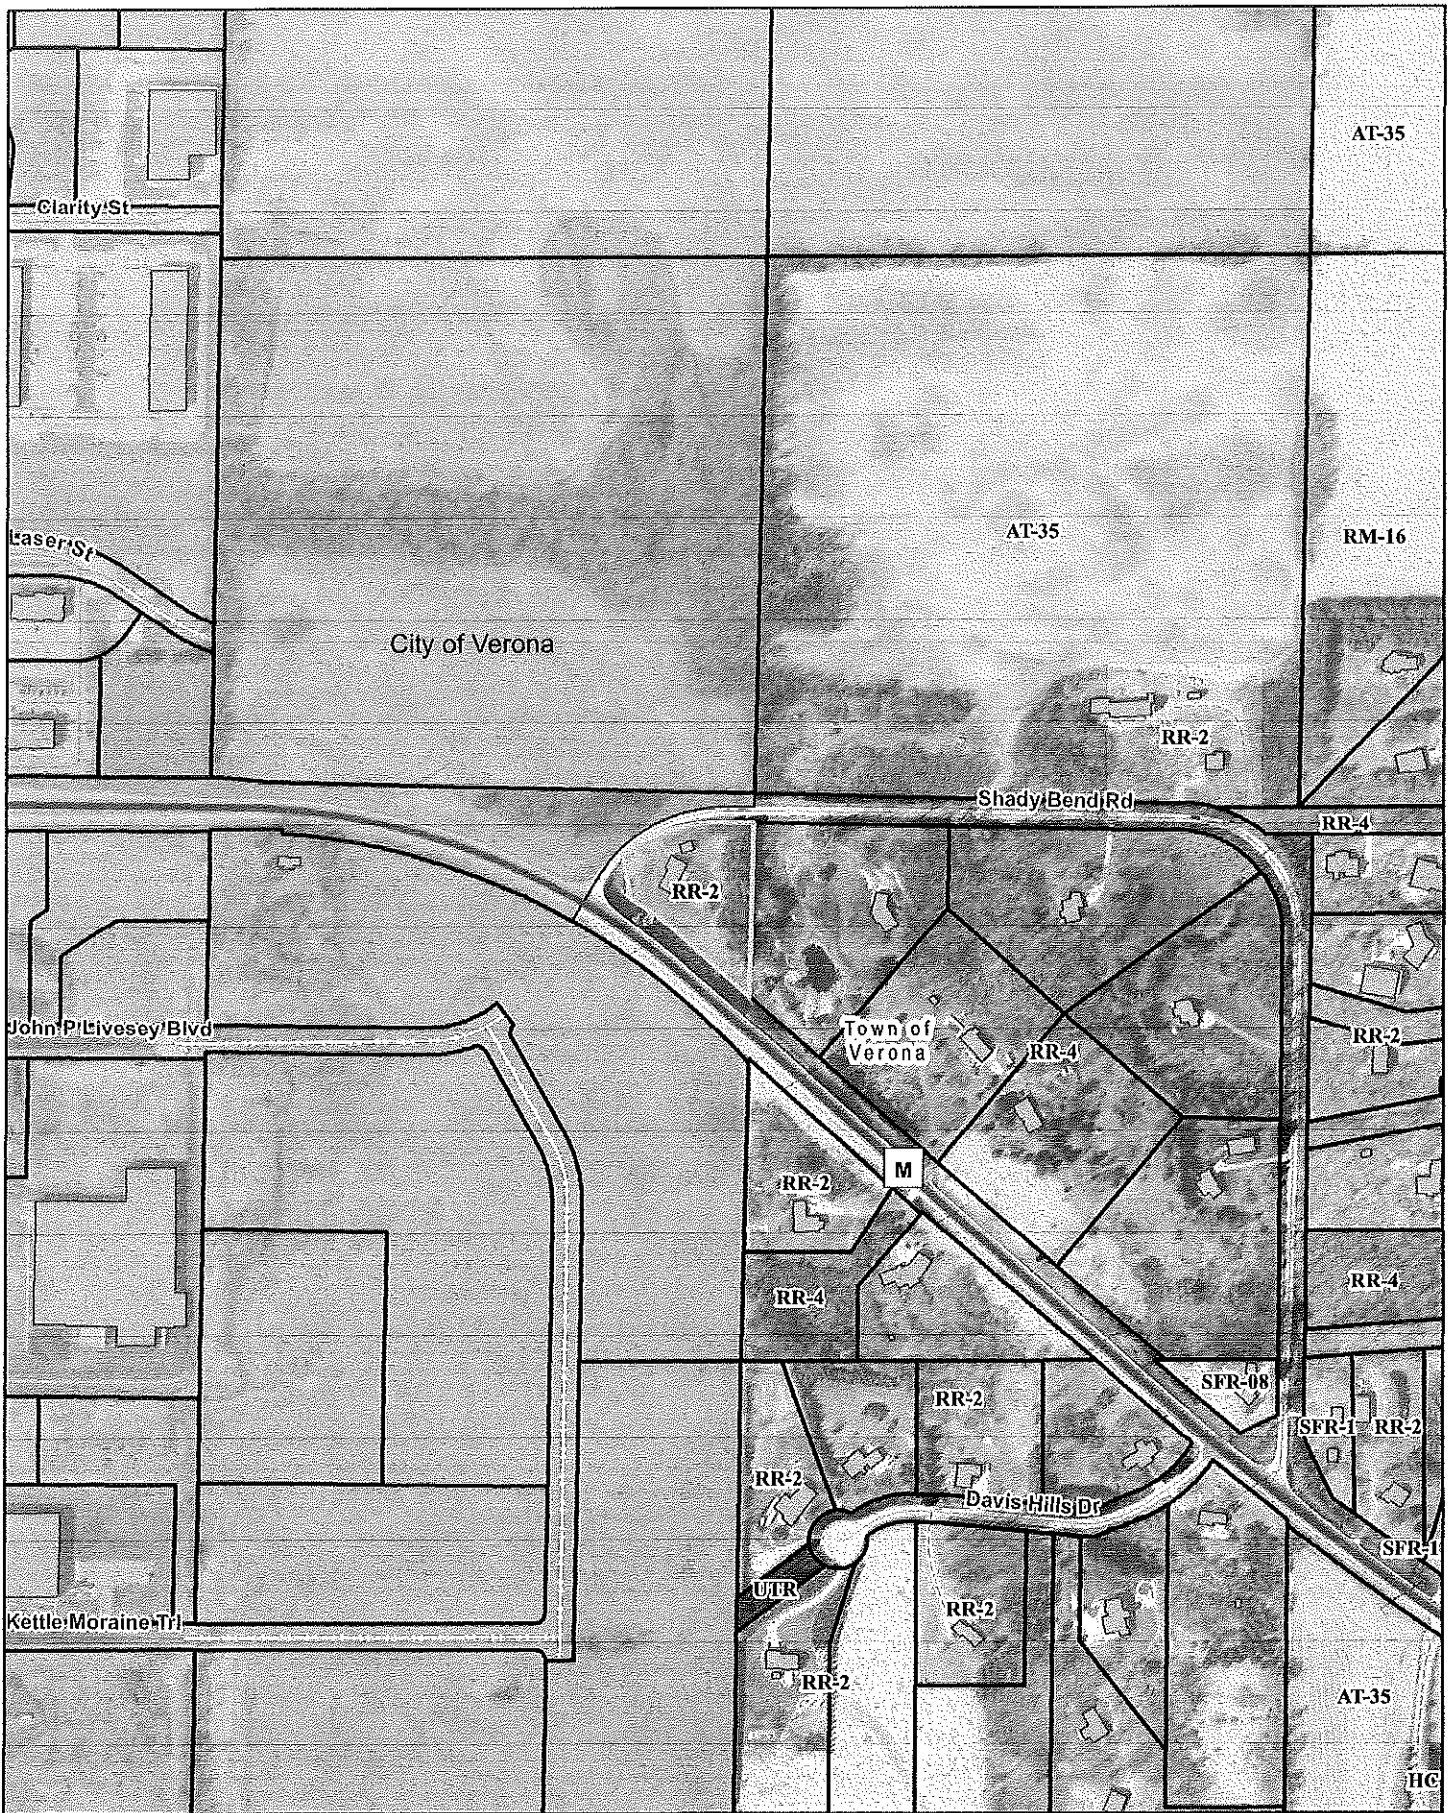 AT-35
Clarity St
Laser St
AT-35
RM-16
City of Verona
RR-2
Shady Bend Rd
RR-4
RR-2
John P Livesey Blvd
Town of
Verona
RR-4
RR-2
M
RR-2
RR-4
RR-4
SFR-08
RR-2
SFR-1
RR-2
RR-2
Davis Hills Dr
SFR-1
UTR
RR-2
Kettle Moraine Trl
RR-2
AT-35
HC